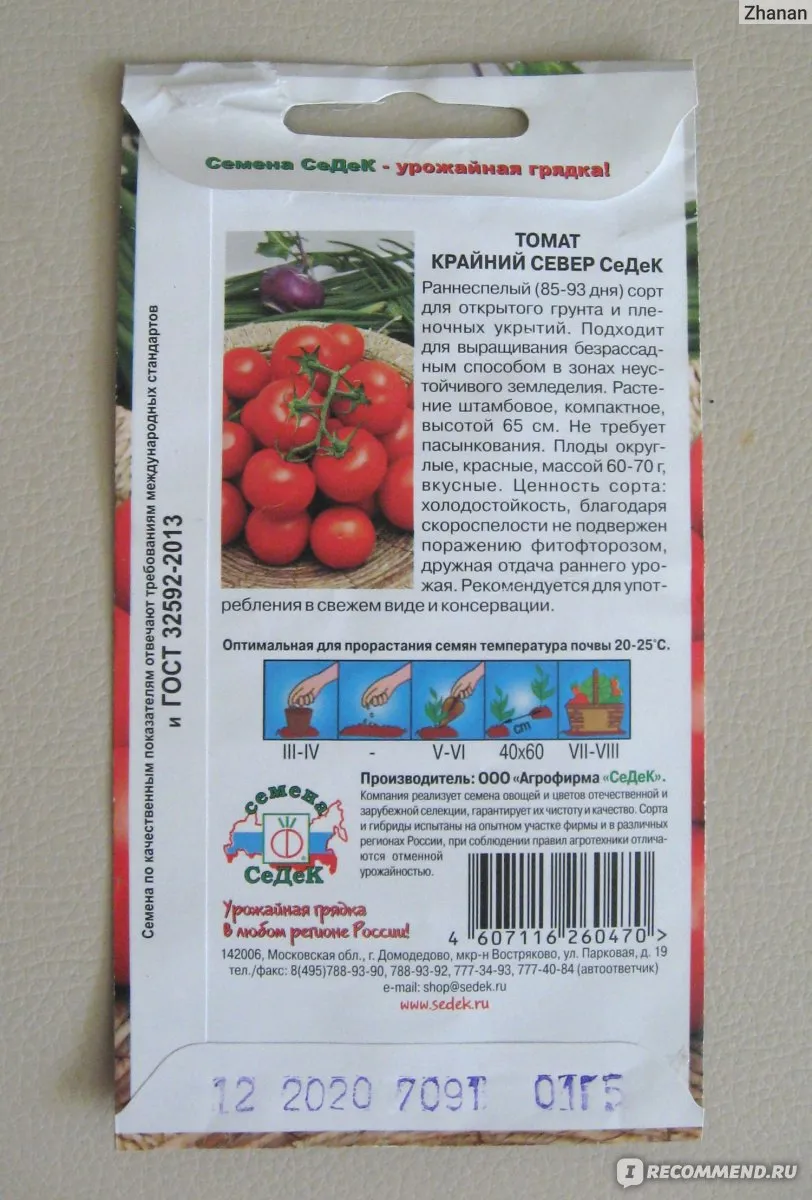 Zhanan
Семена СеДеК - урожайная грядка!
ТОМАТ
КРАЙНИЙ СЕВЕР СеДеК
Раннеспелый (85-93 дня) сорт
для открытого грунта и пле-
ночных укрытий. Подходит
для выращивания безрассад-
ным способом в зонах неус-
тойчивого земледелия. Расте-
ние штамбовое, компактное,
высотой 65 см. Не требует
пасынкования. Плоды округ-
лые, красные, массой 60-70 г,
вкусные. Ценность сорта:
холодостойкость, благодаря
скороспелости не подвержен
поражению фитофторозом,
дружная отдача раннего уро-
жая. Рекомендуется для упот-
ребления в свежем виде и консервации.
Семена по качественным показателям отвечают требованиям международных стандартов
и ГОСТ 32592-2013
Оптимальная для прорастания семян температура почвы 20-25°С.
cm
III-IV - V-VI 40х60 VII-VIII
Производитель: ООО «Агрофирма «СеДеК».
Компания реализует семена овощей и цветов отечественной и
зарубежной селекции, гарантирует их чистоту и качество. Сорта
и гибриды испытаны на опытном участке фирмы и в различных
регионах России, при соблюдении правил агротехники отлича-
ются отменной
урожайностью.
семена
СеДеК
Урожайная грядка
в любом регионе России!
4 607116 260470 >
142006, Московская обл., г. Домодедово, мкр-н Востряково, ул. Парковая, д. 19
тел./факс: 8(495)788-93-90, 788-93-92, 777-34-93, 777-40-84 (автоответчик)
e-mail: shop@sedek.ru
www.sedek.ru
12 2020 7091 01Г5
I RECOMMEND.RU